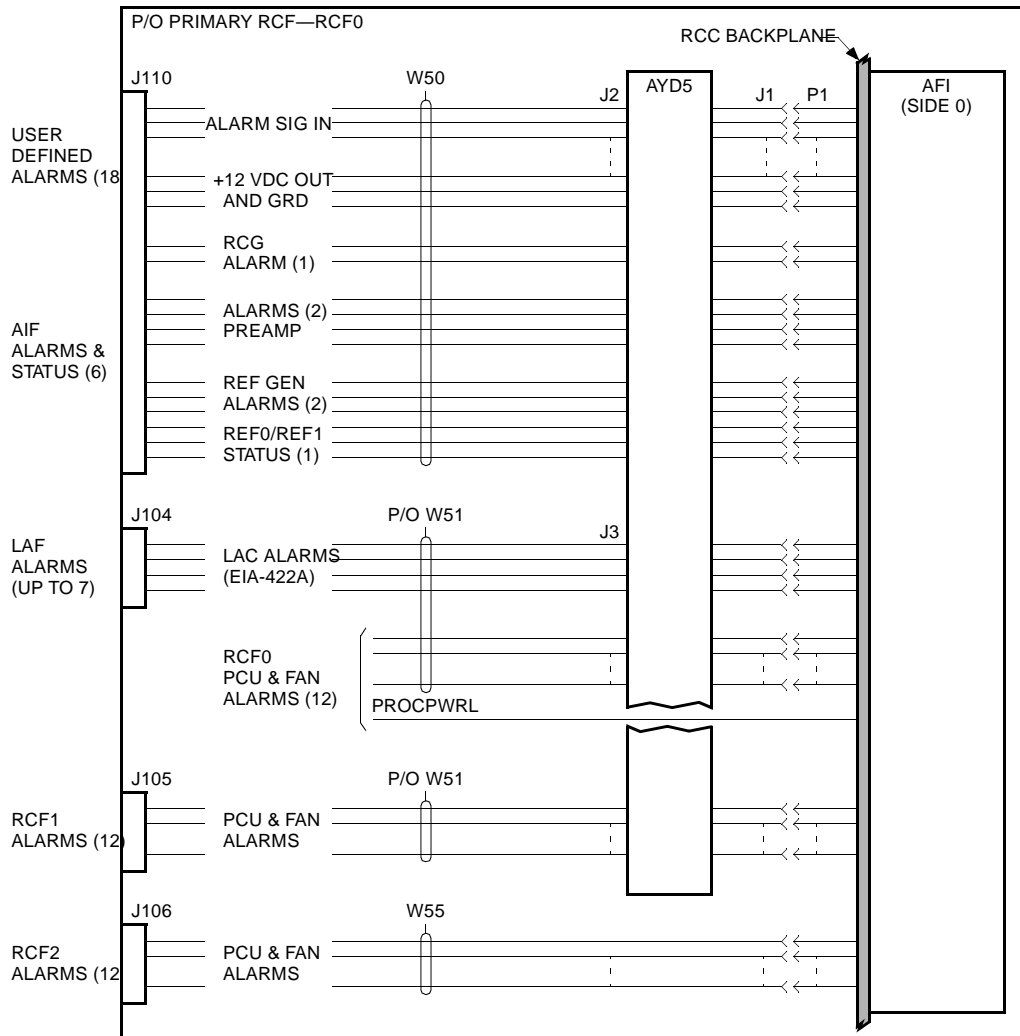 P/O PRIMARY RCF—RCF0
RCC BACKPLANE
J110
W50
J2
AYD5
J1
P1
AFI
(SIDE 0)
USER
DEFINED
ALARMS (18
ALARM SIG IN
+12 VDC OUT
AND GRD
RCG
ALARM (1)
AIF
ALARMS &
STATUS (6)
ALARMS (2)
PREAMP
REF GEN
ALARMS (2)
REF0/REF1
STATUS (1)
J104
P/O W51
J3
LAF
ALARMS
(UP TO 7)
LAC ALARMS
(EIA-422A)
RCF0
PCU & FAN
ALARMS (12)
PROCPWRL
J105
P/O W51
RCF1
ALARMS (12)
PCU & FAN
ALARMS
J106
W55
RCF2
ALARMS (12
PCU & FAN
ALARMS